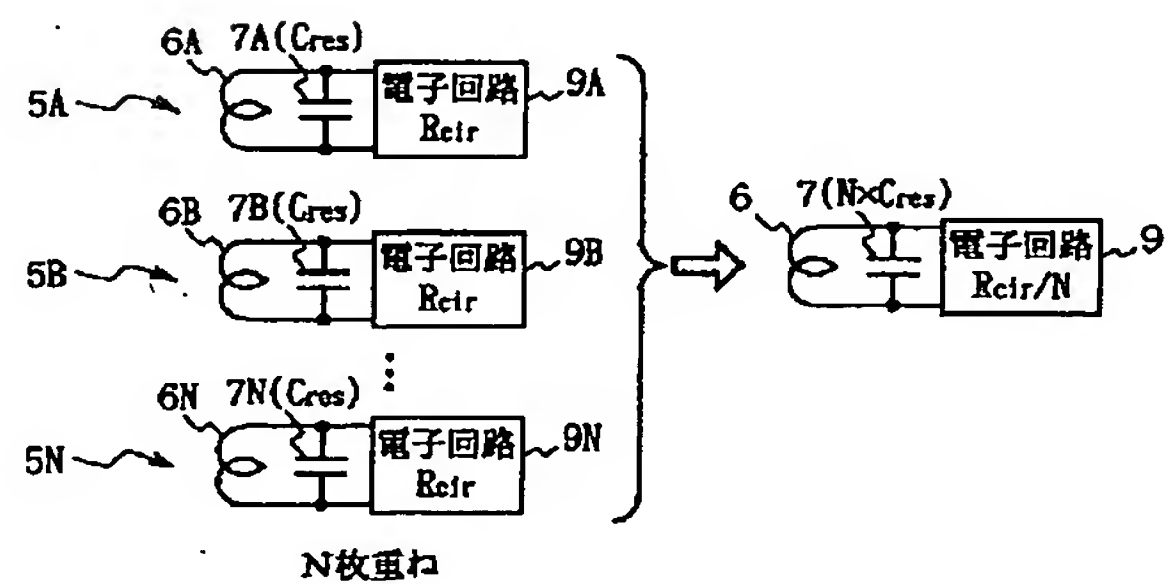 6A 7A(Cres)
5A 電子回路 9A
Rcir
6B 7B(Cres)
5B 電子回路 9B
Rcir
6N 7N(Cres)
5N 電子回路 9N
Rcir
N枚重ね
6 7(N×Cres)
電子回路 9
Rcir/N